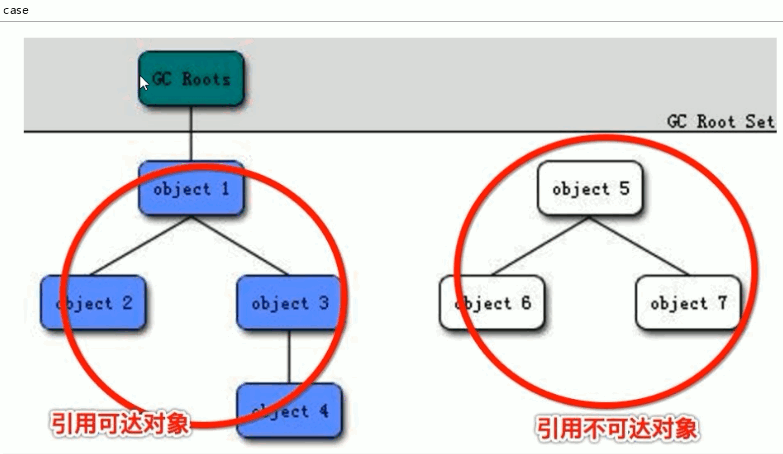 case
GC Roots
GC Root Set
object 1
object 5
object 2
object 3
object 6
object 7
object 4
引用可达对象
引用不可达对象